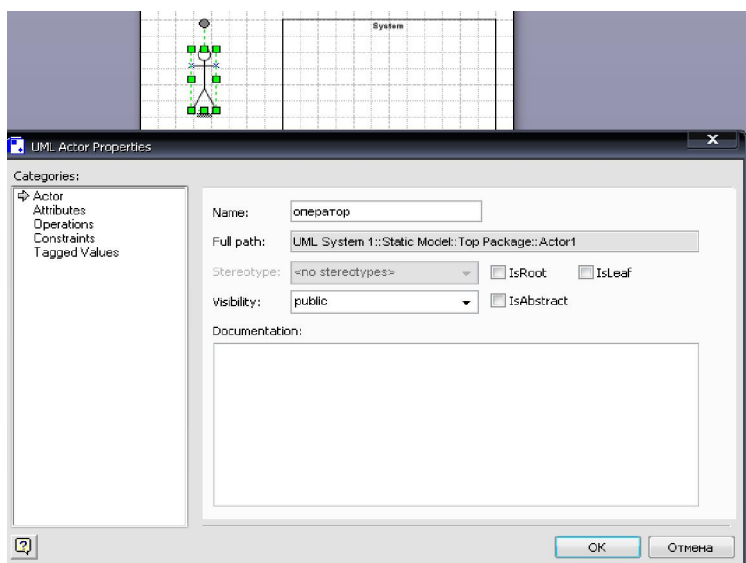 System
UML Actor Properties
x
Categories:
Actor
Attributes
Operations
Constraints
Tagged Values
Name:
оператор
Full path:
UML System 1::Static Model::Top Package::Actor1
Stereotype:
<no stereotypes>
IsRoot
IsLeaf
Visibility:
public
IsAbstract
Documentation:
?
OK
Отмена